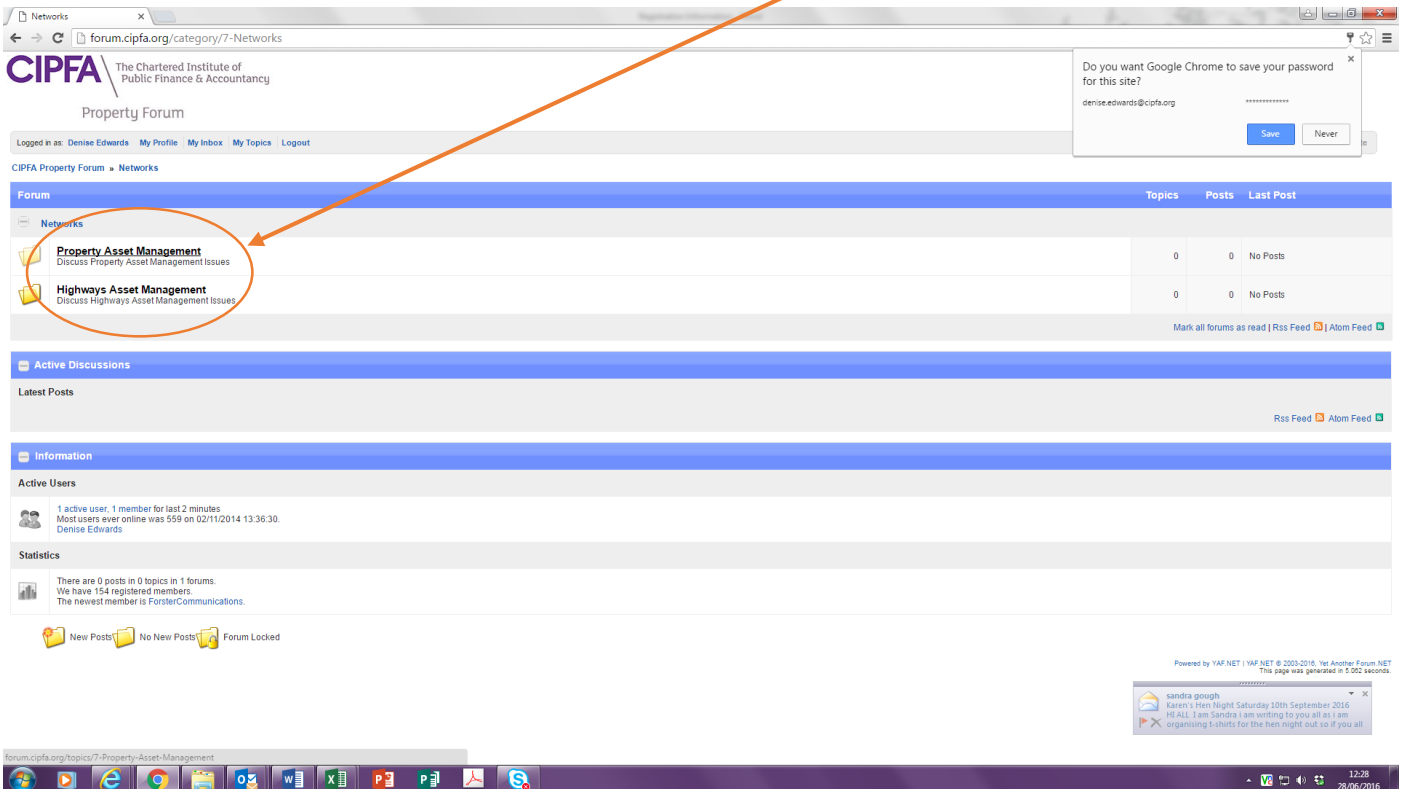 Networks
forum.cipfa.org/category/7-Networks
CIPFA The Chartered Institute of
Public Finance & Accountancy
Property Forum
Do you want Google Chrome to save your password
for this site?
denise.edwards@cipfa.org *************
Save Never
Logged in as: Denise Edwards My Profile My Inbox My Topics Logout
CIPFA Property Forum » Networks
Forum Topics Posts Last Post
Networks
Property Asset Management
Discuss Property Asset Management Issues
0 0 No Posts
Highways Asset Management
Discuss Highways Asset Management Issues
0 0 No Posts
Mark all forums as read | Rss Feed | Atom Feed
Active Discussions
Latest Posts
Rss Feed Atom Feed
Information
Active Users
1 active user, 1 member for last 2 minutes
Most users ever online was 559 on 02/11/2014 13:36:30.
Denise Edwards
Statistics
There are 0 posts in 0 topics in 1 forums.
We have 154 registered members.
The newest member is ForsterCommunications.
New Posts No New Posts Forum Locked
Powered by YAF.NET | YAF.NET © 2003-2016, Yet Another Forum.NET
This page was generated in 5.062 seconds.
sandra gough
Karen's Hen Night Saturday 10th September 2016
HI ALL I am Sandra i am writing to you all as i am
organising t-shirts for the hen night out so if you all
forum.cipfa.org/topics/7-Property-Asset-Management
12:28
28/06/2016